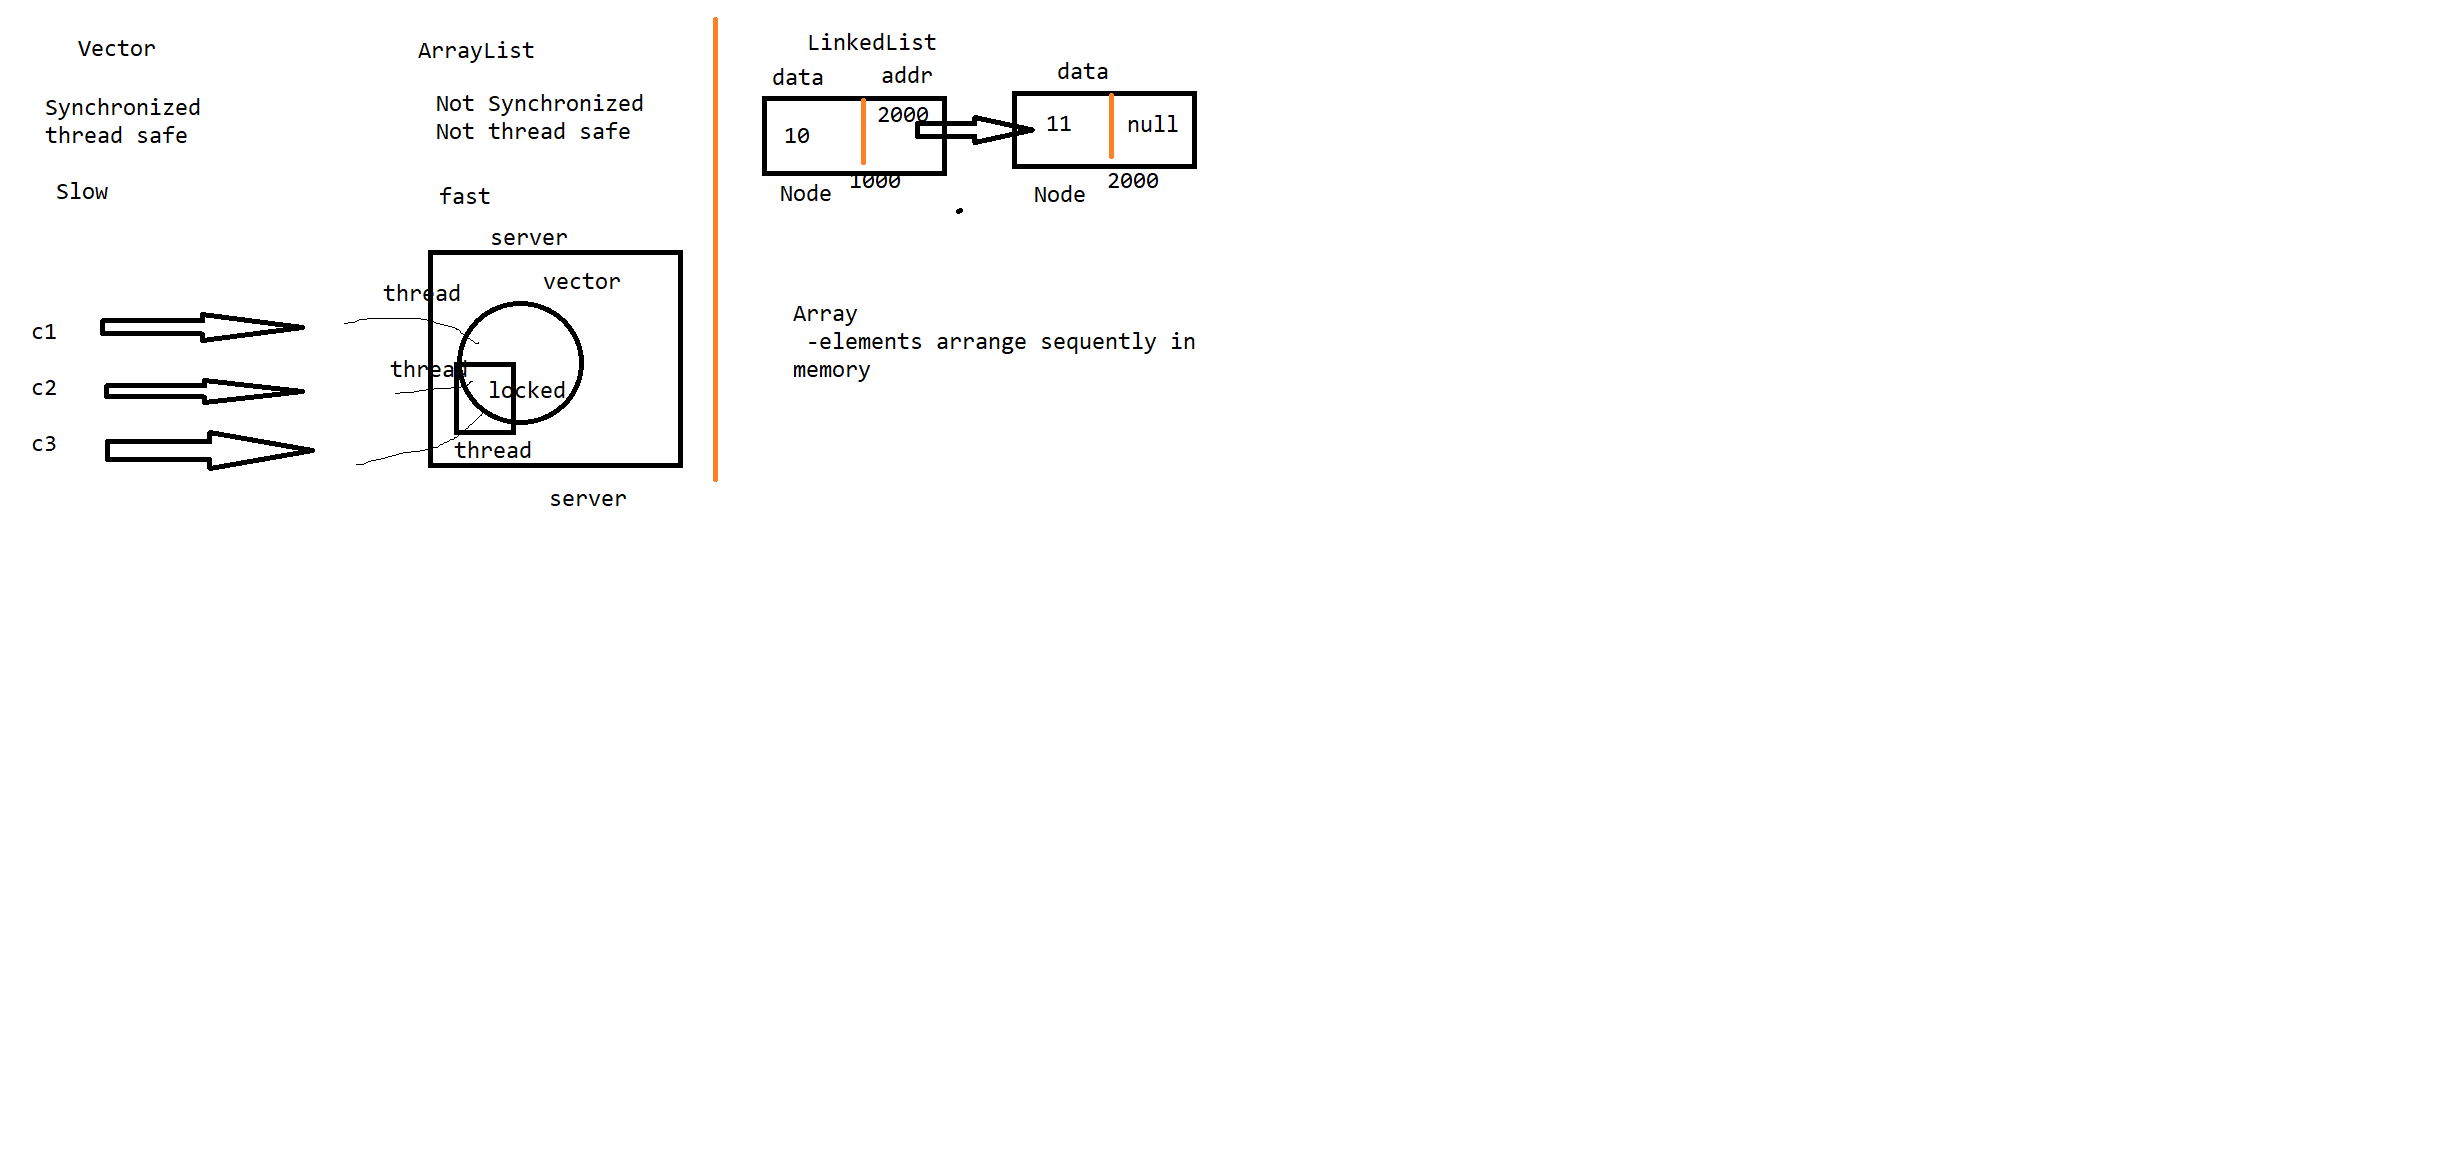 Vector
ArrayList
Synchronized
thread safe
Not Synchronized
Not thread safe
Slow
fast
server
vector
thread
c1
thread
c2
locked
c3
thread
server
LinkedList
data
addr
data
2000
10
11
null
1000
Node
2000
Node
Array
-elements arrange sequently in
memory